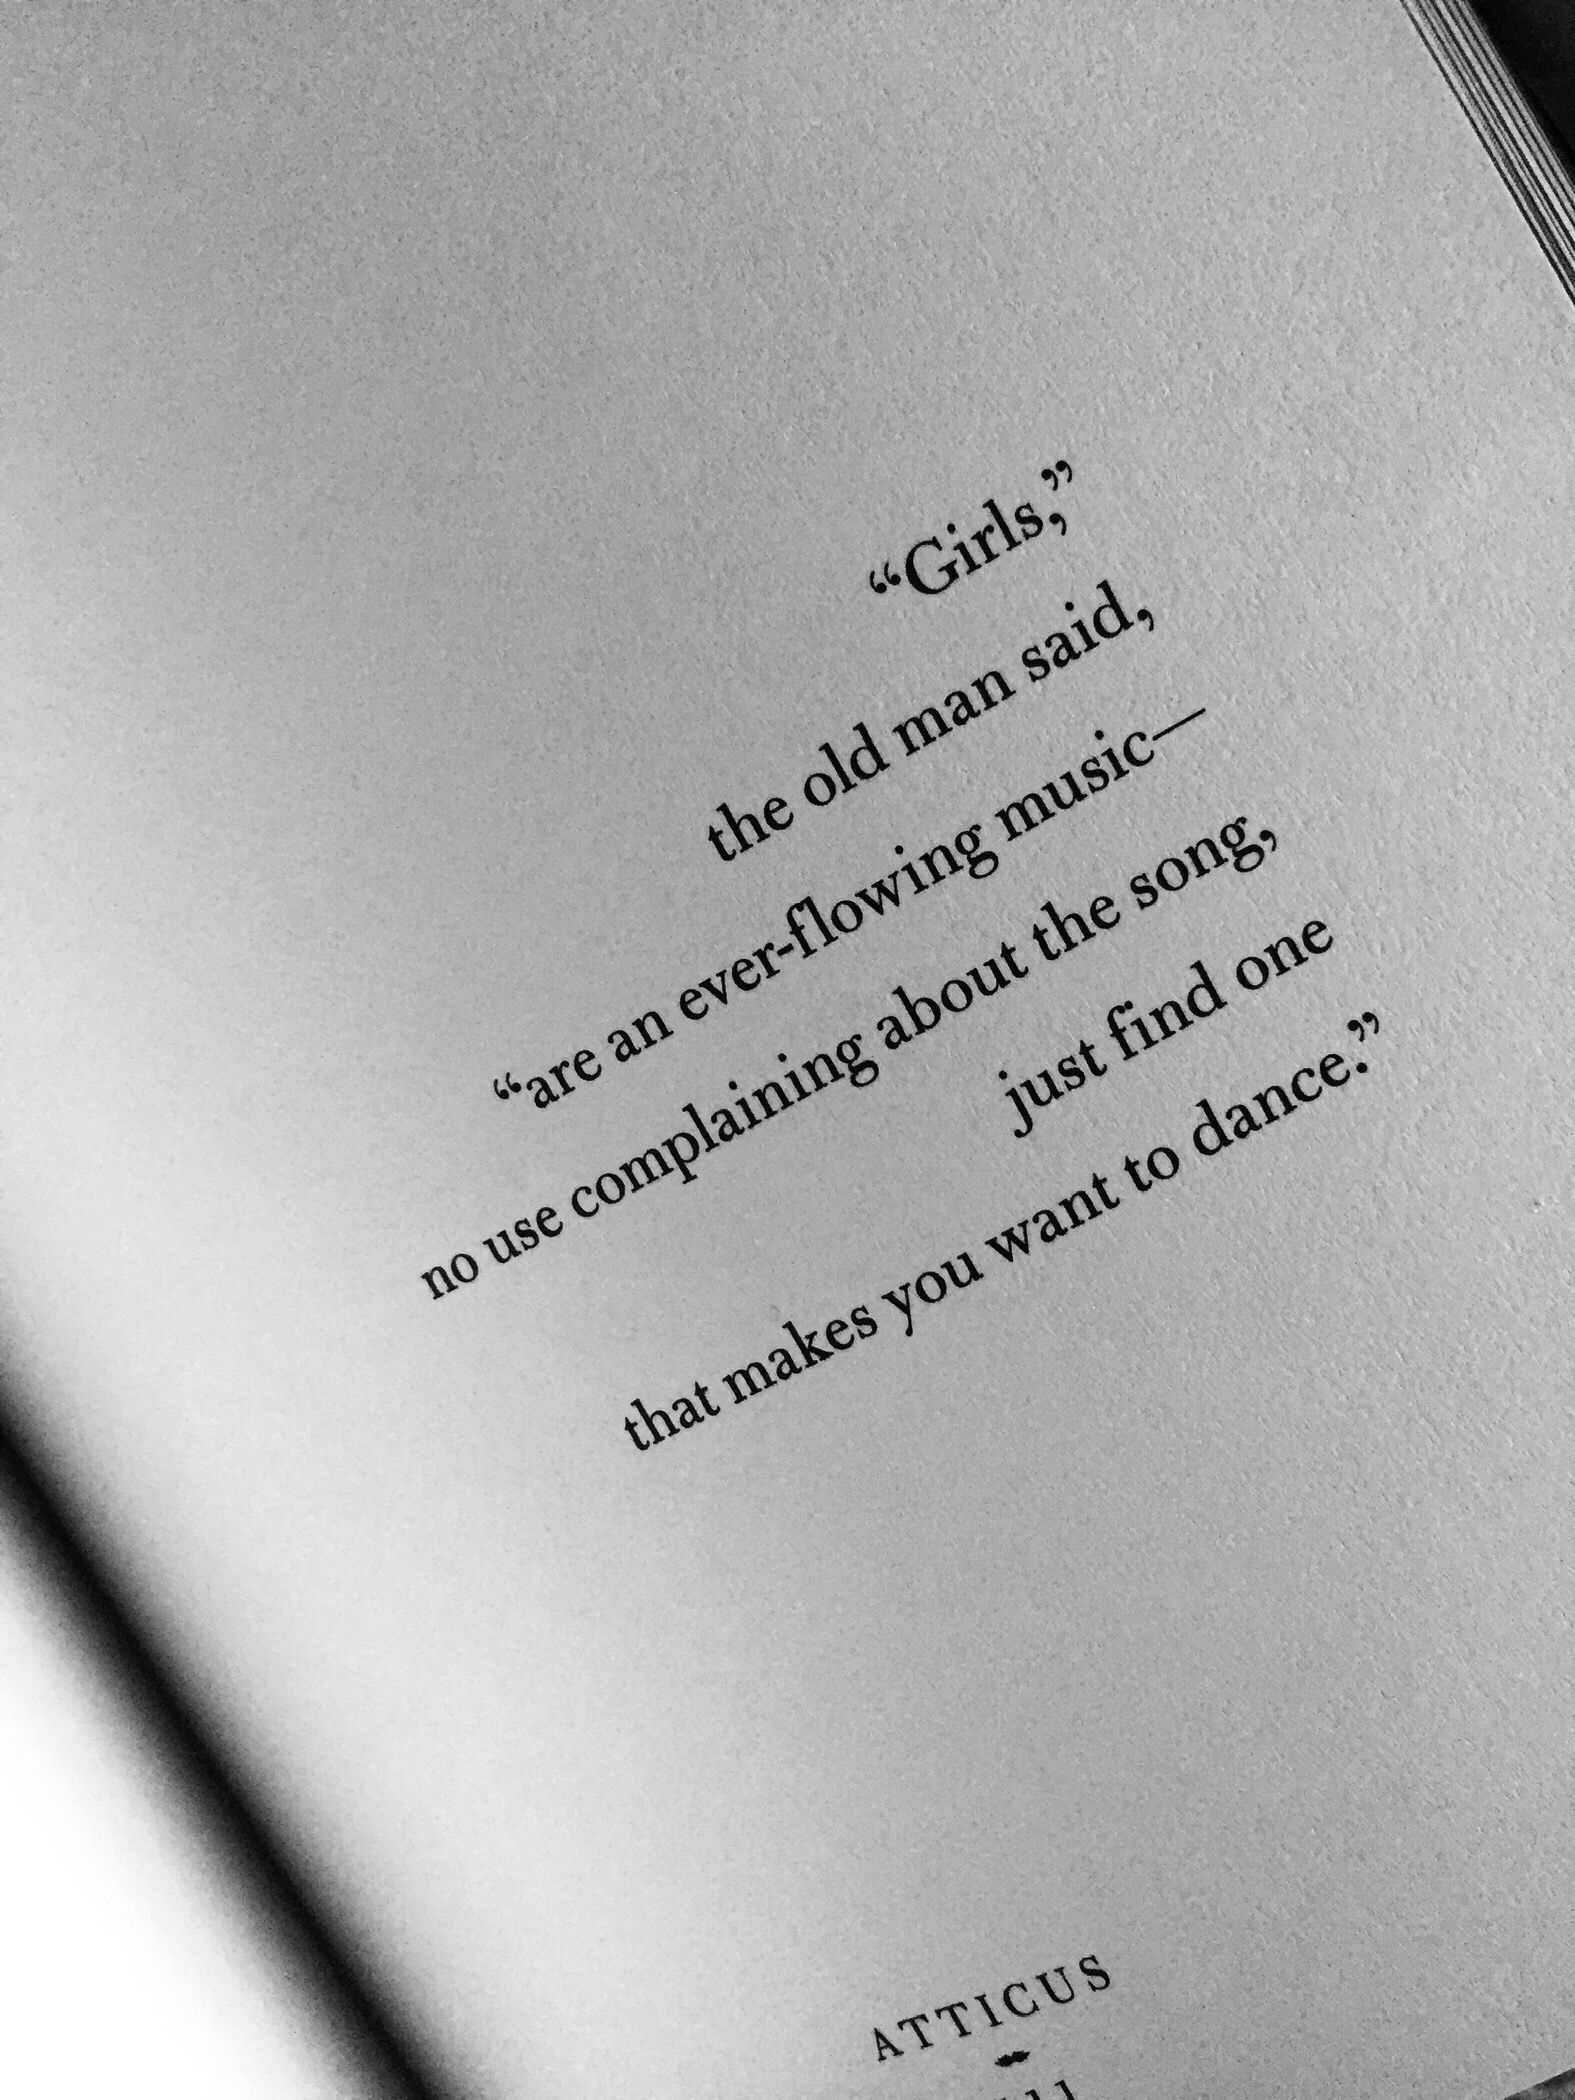 “Girls,”
the old man said,
“are an ever-flowing music—
no use complaining about the song,
just find one
that makes you want to dance.”
ATTICUS